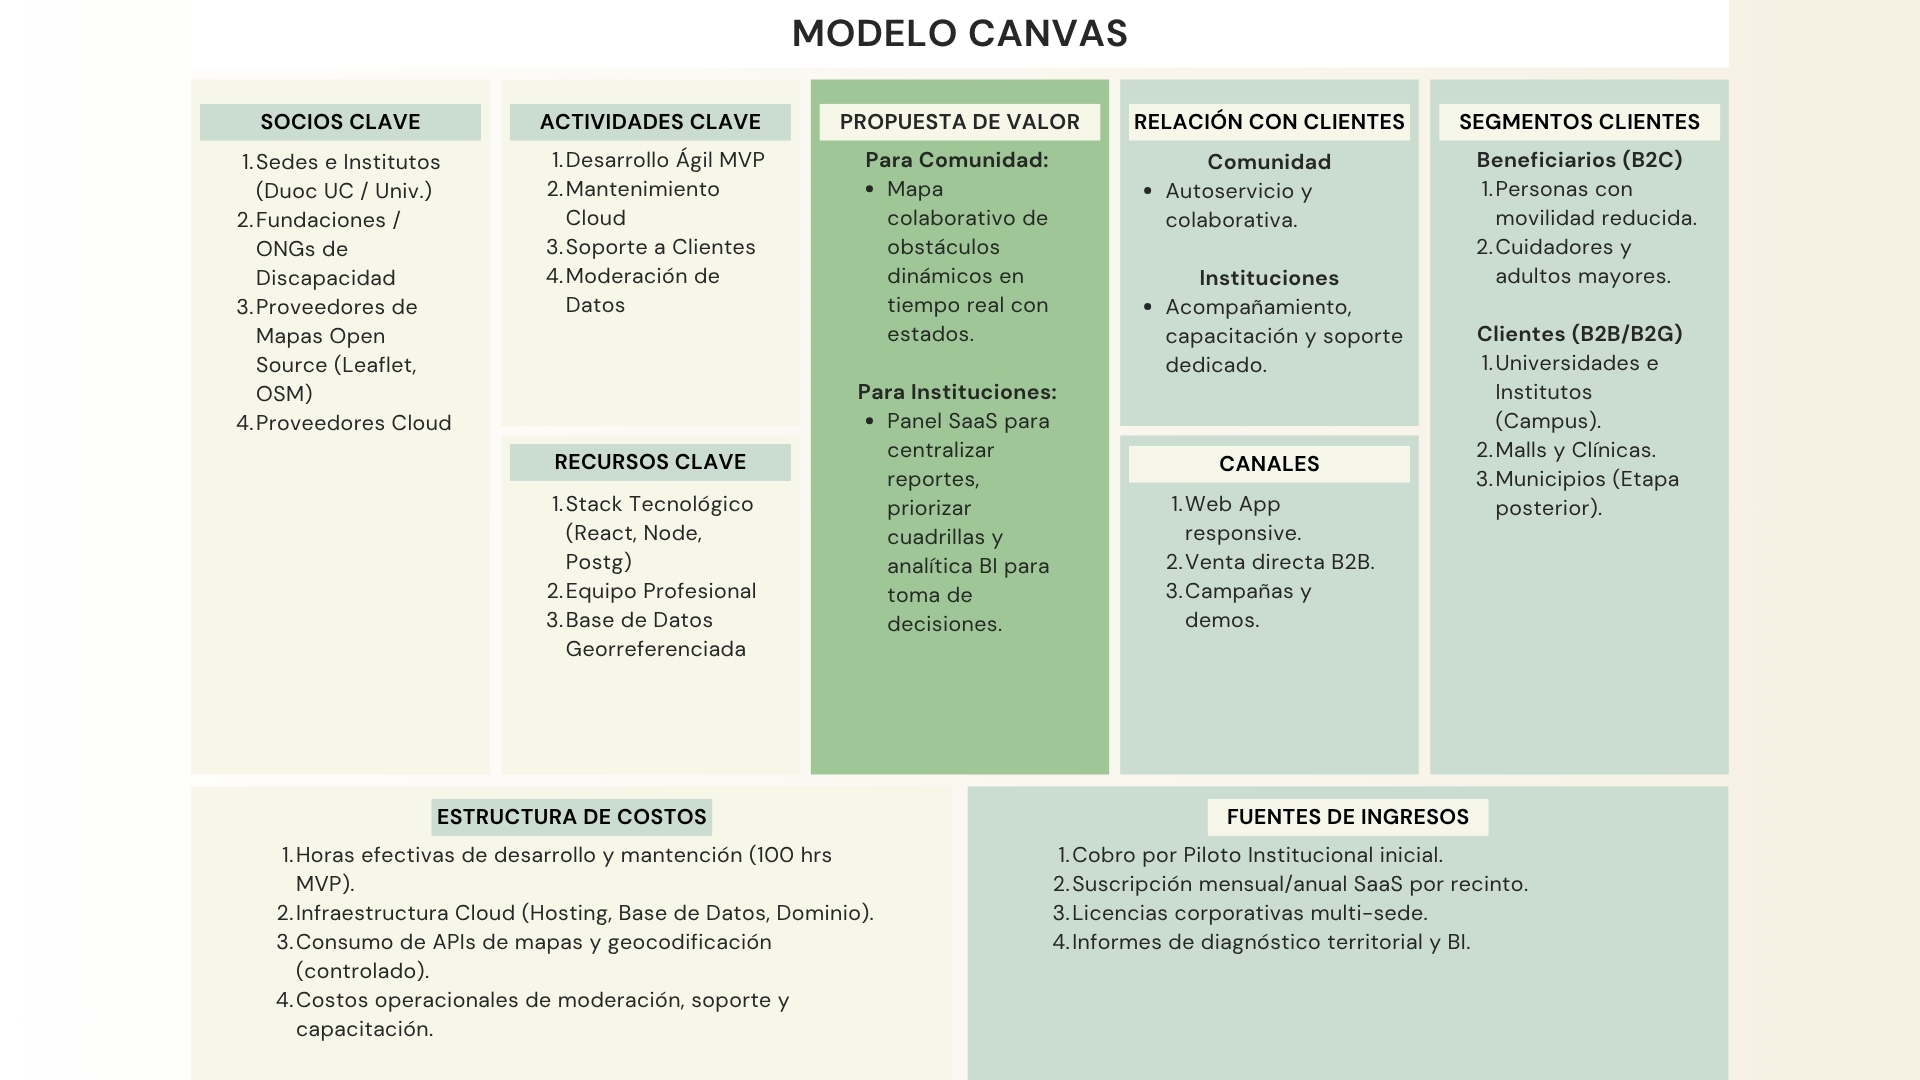 MODELO CANVAS
SOCIOS CLAVE
1.Sedes e Institutos
(Duoc UC / Univ.)
2.Fundaciones /
ONGs de
Discapacidad
3.Proveedores de
Mapas Open
Source (Leaflet,
OSM)
4.Proveedores Cloud
ACTIVIDADES CLAVE
1.Desarrollo Ágil MVP
2.Mantenimiento
Cloud
3.Soporte a Clientes
4.Moderación de
Datos
RECURSOS CLAVE
1.Stack Tecnológico
(React, Node,
Postg)
2.Equipo Profesional
3.Base de Datos
Georreferenciada
PROPUESTA DE VALOR
Para Comunidad:
• Mapa
colaborativo de
obstáculos
dinámicos en
tiempo real con
estados.
Para Instituciones:
• Panel SaaS para
centralizar
reportes,
priorizar
cuadrillas y
analítica BI para
toma de
decisiones.
RELACIÓN CON CLIENTES
Comunidad
• Autoservicio y
colaborativa.
Instituciones
• Acompañamiento,
capacitación y soporte
dedicado.
CANALES
1.Web App
responsive.
2.Venta directa B2B.
3.Campañas y
demos.
SEGMENTOS CLIENTES
Beneficiarios (B2C)
1.Personas con
movilidad reducida.
2.Cuidadores y
adultos mayores.
Clientes (B2B/B2G)
1.Universidades e
Institutos
(Campus).
2.Malls y Clínicas.
3.Municipios (Etapa
posterior).
ESTRUCTURA DE COSTOS
1.Horas efectivas de desarrollo y mantención (100 hrs
MVP).
2.Infraestructura Cloud (Hosting, Base de Datos, Dominio).
3.Consumo de APIs de mapas y geocodificación
(controlado).
4.Costos operacionales de moderación, soporte y
capacitación.
FUENTES DE INGRESOS
1.Cobro por Piloto Institucional inicial.
2.Suscripción mensual/anual SaaS por recinto.
3.Licencias corporativas multi-sede.
4.Informes de diagnóstico territorial y BI.